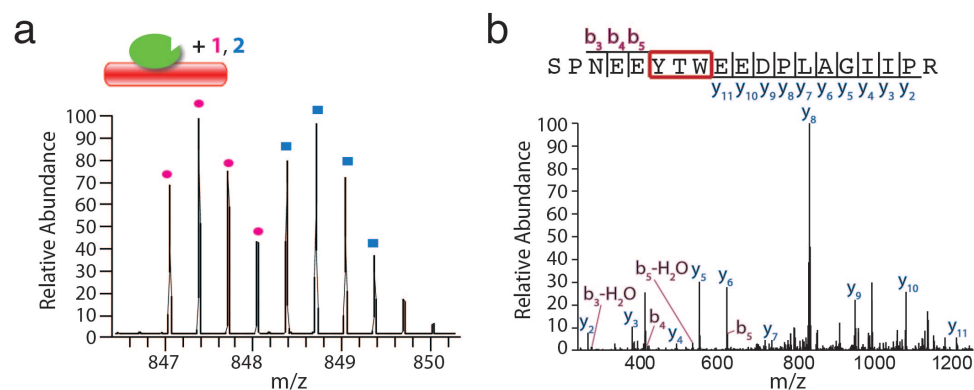 a
+ 1, 2
Relative Abundance
100
90
80
70
60
50
40
30
20
10
0
847
848
849
850
m/z
b
b3 b4 b5
S P N E E Y T W E E D P L A G I I P R
y11 y10 y9 y8 y7 y6 y5 y4 y3 y2
Relative Abundance
100
90
80
70
60
50
40
30
20
10
0
y8
b5-H2O
y5
y6
b3-H2O
y9
y10
y2
y3
b4
y4
b5
y7
y11
400
600
800
1000
1200
m/z